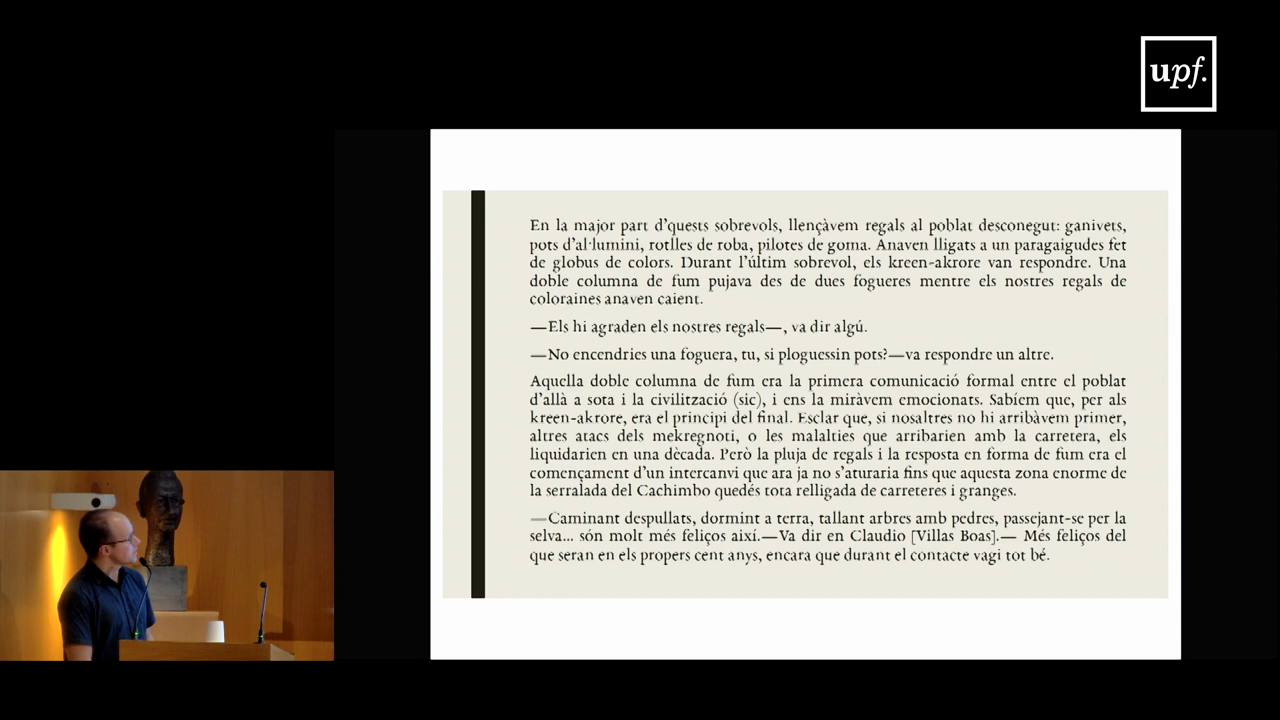 upf.
En la major part d'quests sobrevols, llençàvem regals al poblat desconegut: ganivets,
pots d'al·lumini, rotlles de roba, pilotes de goma. Anaven lligats a un paragaigudes fet
de globus de colors. Durant l'últim sobrevol, els kreen-akrore van respondre. Una
doble columna de fum pujava des de dues fogueres mentre els nostres regals de
coloraines anaven caient.
—Els hi agraden els nostres regals—, va dir algú.
—No encendries una foguera, tu, si ploguessin pots?—va respondre un altre.
Aquella doble columna de fum era la primera comunicació formal entre el poblat
d'allà a sota i la civilització (sic), i ens la miràvem emocionats. Sabíem que, per als
kreen-akrore, era el principi del final. Esclar que, si nosaltres no hi arribàvem primer,
altres atacs dels mekregnoti, o les malalties que arribarien amb la carretera, els
liquidarien en una dècada. Però la pluja de regals i la resposta en forma de fum era el
començament d'un intercanvi que ara ja no s'aturaria fins que aquesta zona enorme de
la serralada del Cachimbo quedés tota relligada de carreteres i granges.
—Caminant despullats, dormint a terra, tallant arbres amb pedres, passejant-se per la
selva... són molt més feliços així.—Va dir en Claudio [Villas Boas].— Més feliços del
que seran en els propers cent anys, encara que durant el contacte vagi tot bé.